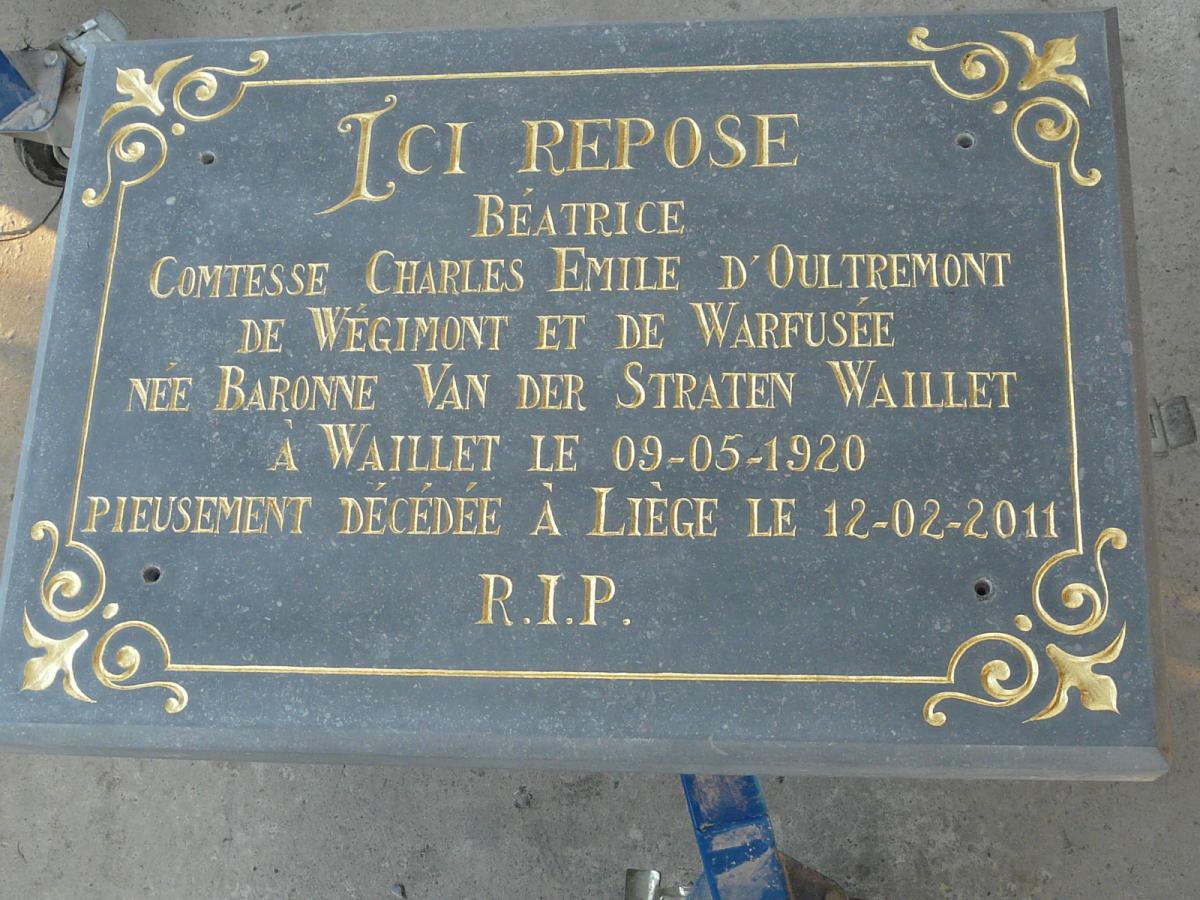 Ici repose
Béatrice
Comtesse Charles Emile d'Oultremont
de Wégimont et de Warfusée
née Baronne Van der Straten Waillet
à Waillet le 09-05-1920
pieusement décédée à Liège le 12-02-2011
R.I.P.